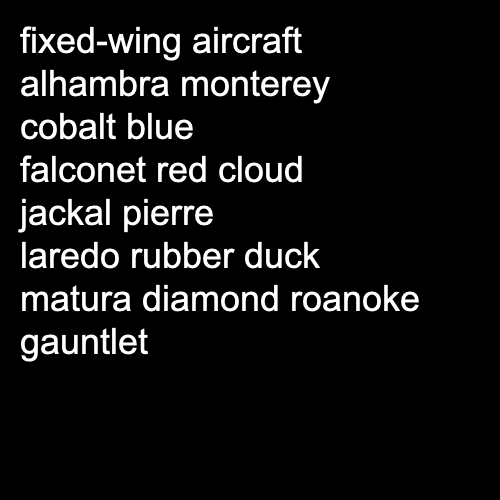 fixed-wing aircraft
alhambra monterey
cobalt blue
falconet red cloud
jackal pierre
laredo rubber duck
matura diamond roanoke
gauntlet